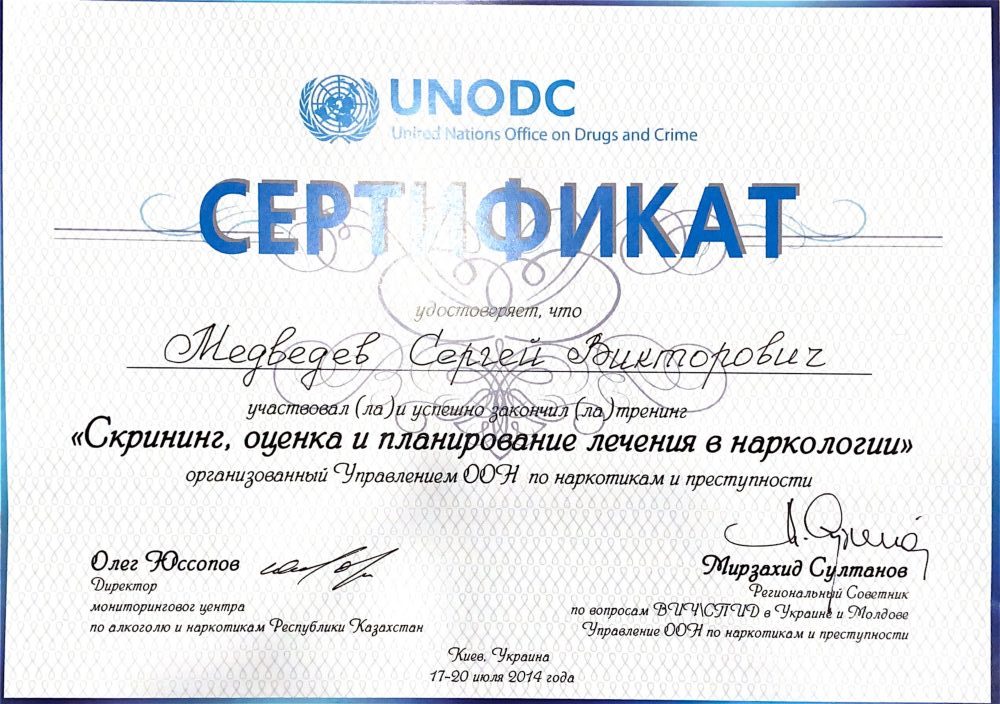 UNODC
United Nations Office on Drugs and Crime
СЕРТИФИКАТ
удостоверяет, что
Медведев Сергей Викторович
участвовал (ла) и успешно закончил (ла) тренинг
«Скрининг, оценка и планирование лечения в наркологии»
организованный Управлением ООН по наркотикам и преступности
Олег Юссопов
Директор
мониторинговог центра
по алкоголю и наркотикам Республики Казахстан
Мирзахид Султанов
Региональный Советник
по вопросам ВИЧ\СПИД в Украине и Молдове
Управление ООН по наркотикам и преступности
Киев, Украина
17-20 июля 2014 года